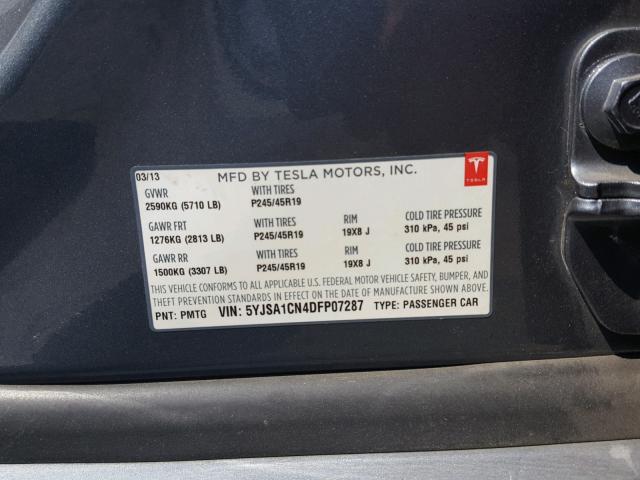 03/13 MFD BY TESLA MOTORS, INC.
GVWR WITH TIRES
2590KG (5710 LB) P245/45R19
TESLA
GAWR FRT WITH TIRES RIM COLD TIRE PRESSURE
1276KG (2813 LB) P245/45R19 19X8 J 310 kPa, 45 psi
GAWR RR WITH TIRES RIM COLD TIRE PRESSURE
1500KG (3307 LB) P245/45R19 19X8 J 310 kPa, 45 psi
THIS VEHICLE CONFORMS TO ALL APPLICABLE U.S. FEDERAL MOTOR VEHICLE SAFETY, BUMPER, AND
THEFT PREVENTION STANDARDS IN EFFECT ON THE DATE OF MANUFACTURE SHOWN ABOVE.
PNT: PMTG VIN: 5YJSA1CN4DFP07287 TYPE: PASSENGER CAR